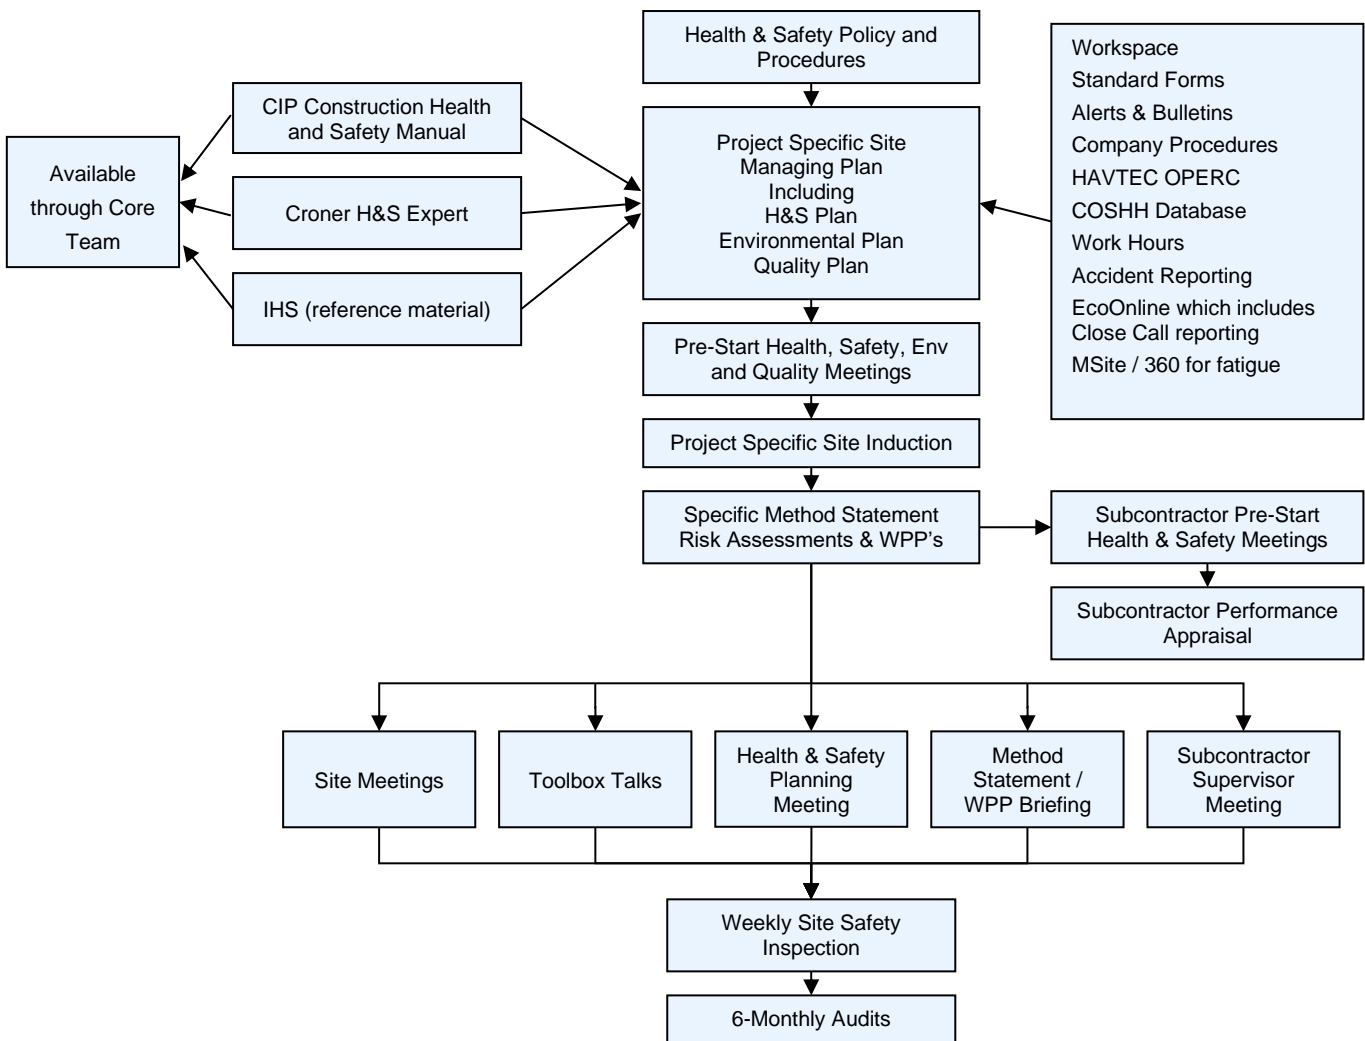 Health & Safety Policy and
Procedures
Workspace
Standard Forms
Alerts & Bulletins
Company Procedures
HAVTEC OPERC
COSHH Database
Work Hours
Accident Reporting
EcoOnline which includes
Close Call reporting
MSite / 360 for fatigue
CIP Construction Health
and Safety Manual
Available
through Core
Team
Croner H&S Expert
IHS (reference material)
Project Specific Site
Managing Plan
Including
H&S Plan
Environmental Plan
Quality Plan
Pre-Start Health, Safety, Env
and Quality Meetings
Project Specific Site Induction
Specific Method Statement
Risk Assessments & WPP's
Subcontractor Pre-Start
Health & Safety Meetings
Subcontractor Performance
Appraisal
Site Meetings
Toolbox Talks
Health & Safety
Planning
Meeting
Method
Statement /
WPP Briefing
Subcontractor
Supervisor
Meeting
Weekly Site Safety
Inspection
6-Monthly Audits